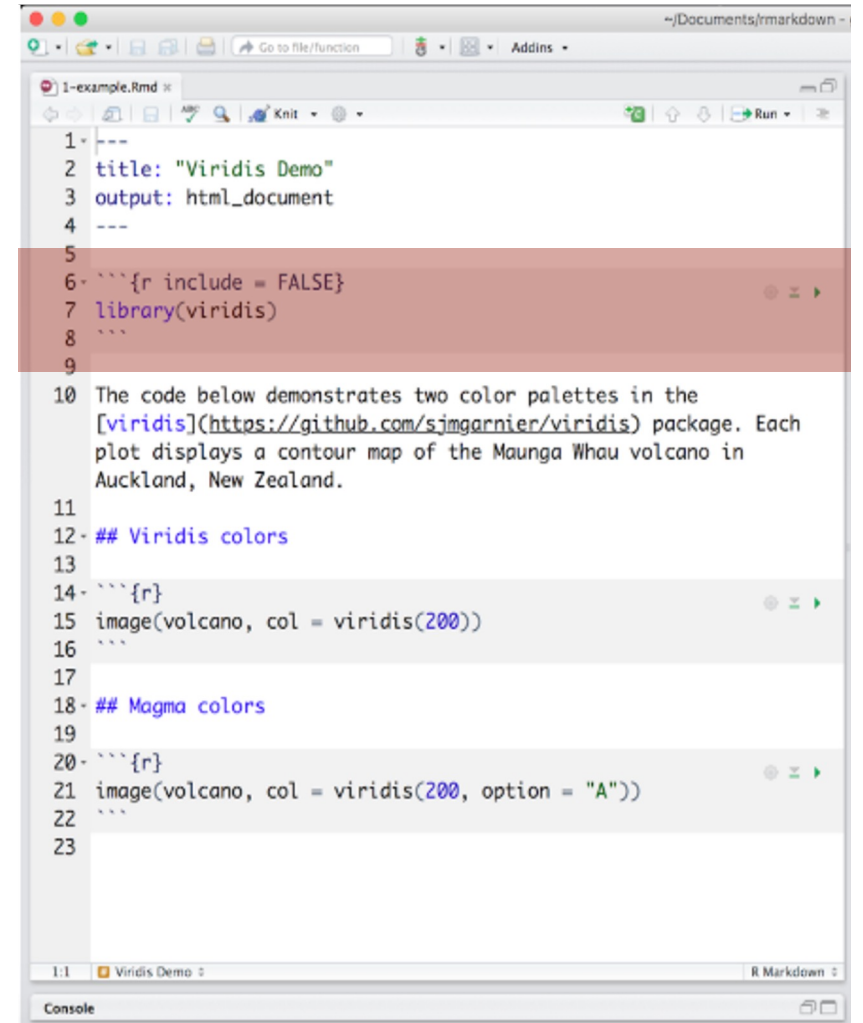 ~/Documents/rmarkdown -
Go to file/function Addins
1-example.Rmd
ABC Knit Run
1 ---
2 title: "Viridis Demo"
3 output: html_document
4 ---
5
6 ```{r include = FALSE}
7 library(viridis)
8 ```
9
10 The code below demonstrates two color palettes in the
[viridis](https://github.com/sjmgarnier/viridis) package. Each
plot displays a contour map of the Maunga Whau volcano in
Auckland, New Zealand.
11
12 ## Viridis colors
13
14 ```{r}
15 image(volcano, col = viridis(200))
16 ```
17
18 ## Magma colors
19
20 ```{r}
21 image(volcano, col = viridis(200, option = "A"))
22 ```
23
1:1 Viridis Demo R Markdown
Console